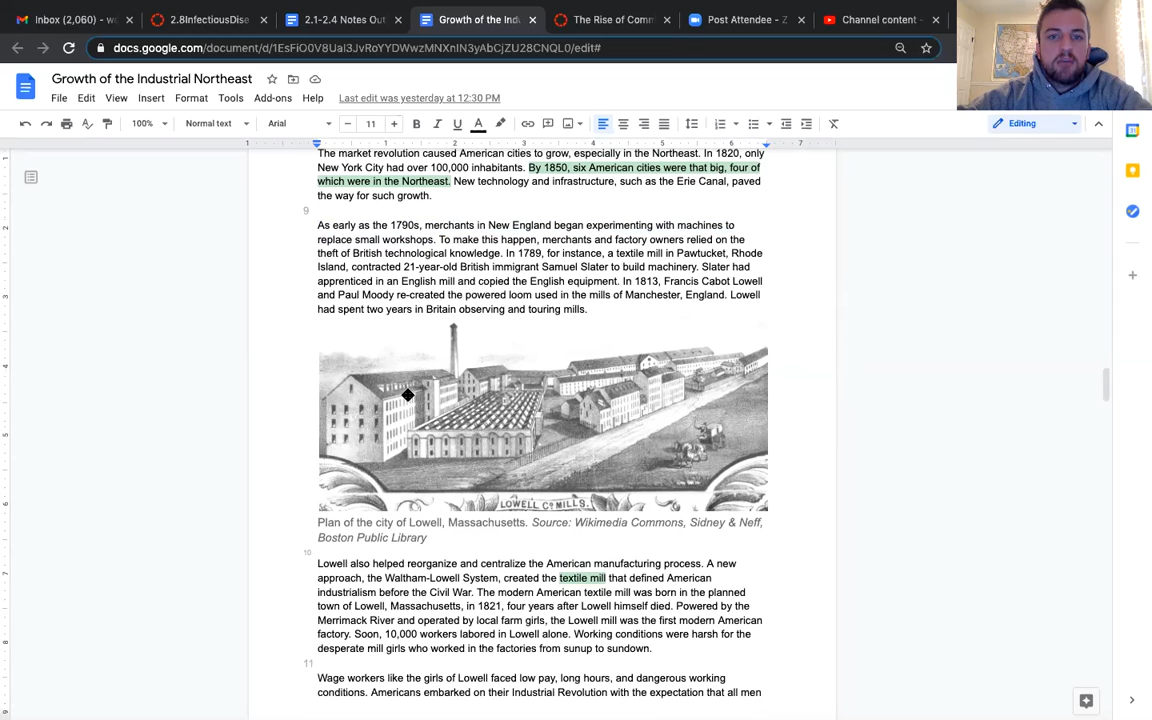 Inbox (2,060) - w
2.8InfectiousDise
2.1-2.4 Notes Out
Growth of the Ind
The Rise of Comm
Post Attendee - Z
Channel content -
docs.google.com/document/d/1EsFiO0V8UaI3JvRoYYDWwzMNXnIN3yAbCjZU28CNQL0/edit#
Growth of the Industrial Northeast
File Edit View Insert Format Tools Add-ons Help Last edit was yesterday at 12:30 PM
100% Normal text Arial 11 Editing
1 1 2 3 4 5 6 7
The market revolution caused American cities to grow, especially in the Northeast. In 1820, only
New York City had over 100,000 inhabitants. By 1850, six American cities were that big, four of
which were in the Northeast. New technology and infrastructure, such as the Erie Canal, paved
the way for such growth.
9
As early as the 1790s, merchants in New England began experimenting with machines to
replace small workshops. To make this happen, merchants and factory owners relied on the
theft of British technological knowledge. In 1789, for instance, a textile mill in Pawtucket, Rhode
Island, contracted 21-year-old British immigrant Samuel Slater to build machinery. Slater had
apprenticed in an English mill and copied the English equipment. In 1813, Francis Cabot Lowell
and Paul Moody re-created the powered loom used in the mills of Manchester, England. Lowell
had spent two years in Britain observing and touring mills.
LOWELL Cº MILLS.
Plan of the city of Lowell, Massachusetts. Source: Wikimedia Commons, Sidney & Neff,
Boston Public Library
10
Lowell also helped reorganize and centralize the American manufacturing process. A new
approach, the Waltham-Lowell System, created the textile mill that defined American
industrialism before the Civil War. The modern American textile mill was born in the planned
town of Lowell, Massachusetts, in 1821, four years after Lowell himself died. Powered by the
Merrimack River and operated by local farm girls, the Lowell mill was the first modern American
factory. Soon, 10,000 workers labored in Lowell alone. Working conditions were harsh for the
desperate mill girls who worked in the factories from sunup to sundown.
11
Wage workers like the girls of Lowell faced low pay, long hours, and dangerous working
conditions. Americans embarked on their Industrial Revolution with the expectation that all men